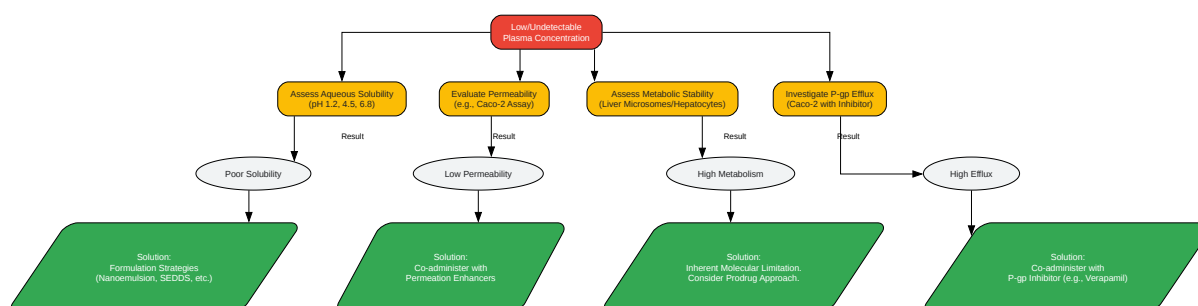 Low/Undetectable
Plasma Concentration
Assess Aqueous Solubility
(pH 1.2, 4.5, 6.8)
Evaluate Permeability
(e.g., Caco-2 Assay)
Assess Metabolic Stability
(Liver Microsomes/Hepatocytes)
Investigate P-gp Efflux
(Caco-2 with Inhibitor)
Result
Result
Result
Result
Poor Solubility
Low Permeability
High Metabolism
High Efflux
Solution:
Formulation Strategies
(Nanoemulsion, SEDDS, etc.)
Solution:
Co-administer with
Permeation Enhancers
Solution:
Inherent Molecular Limitation.
Consider Prodrug Approach.
Solution:
Co-administer with
P-gp Inhibitor (e.g., Verapamil)